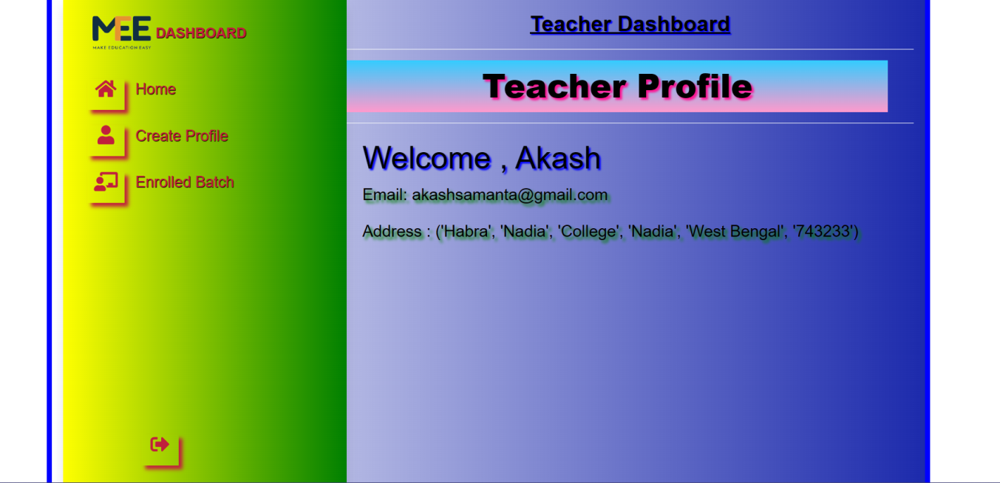 MEE DASHBOARD
MAKE EDUCATION EASY
Home
Create Profile
Enrolled Batch
Teacher Dashboard
Teacher Profile
Welcome , Akash
Email: akashsamanta@gmail.com
Address : ('Habra', 'Nadia', 'College', 'Nadia', 'West Bengal', '743233')